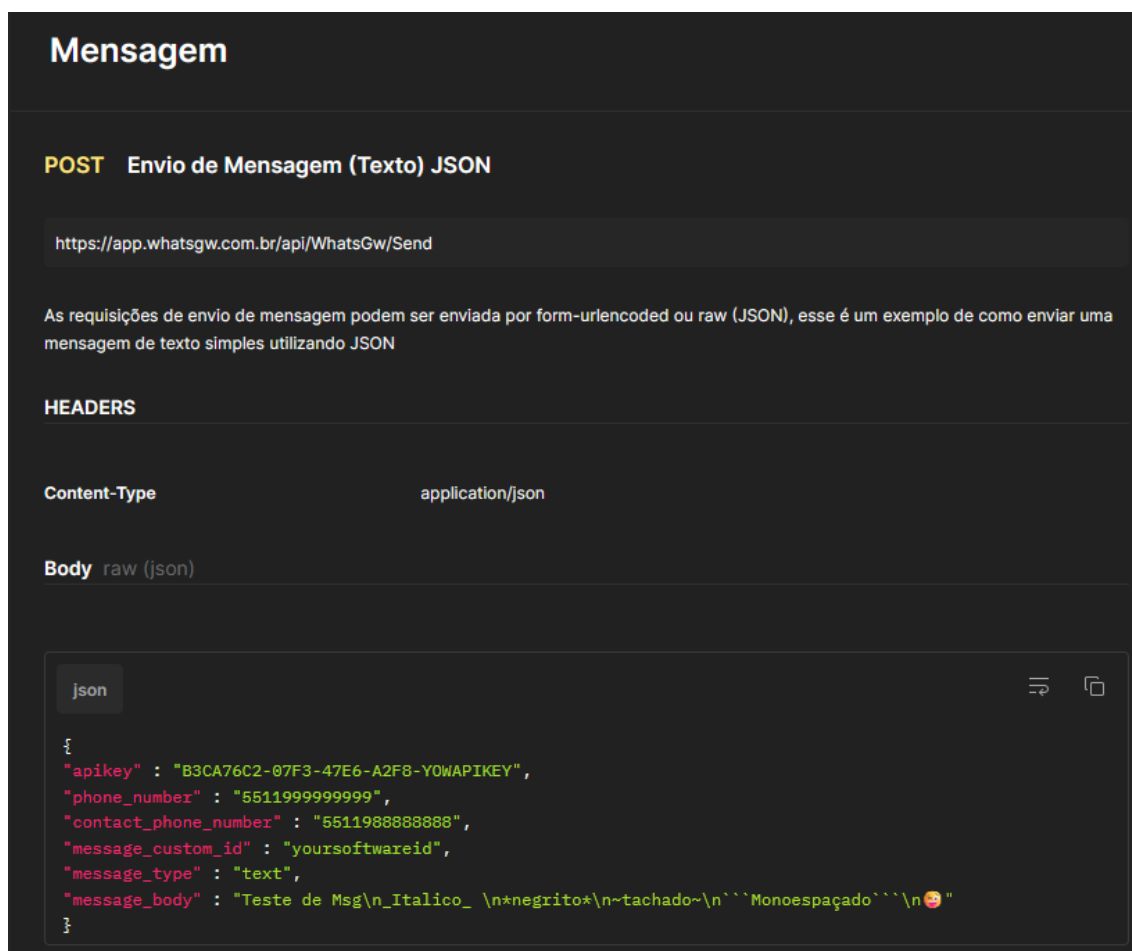 Mensagem
POST Envio de Mensagem (Texto) JSON
https://app.whatsgw.com.br/api/WhatsGw/Send
As requisições de envio de mensagem podem ser enviada por form-urlencoded ou raw (JSON), esse é um exemplo de como enviar uma
mensagem de texto simples utilizando JSON
HEADERS
Content-Type application/json
Body raw (json)
json
{
"apikey" : "B3CA76C2-07F3-47E6-A2F8-YOWAPIKEY",
"phone_number" : "5511999999999",
"contact_phone_number" : "5511988888888",
"message_custom_id" : "yoursoftwareid",
"message_type" : "text",
"message_body" : "Teste de Msg\n_Italico_ \n*negrito*\n~tachado~\n```Monoespaçado```\n😜"
}